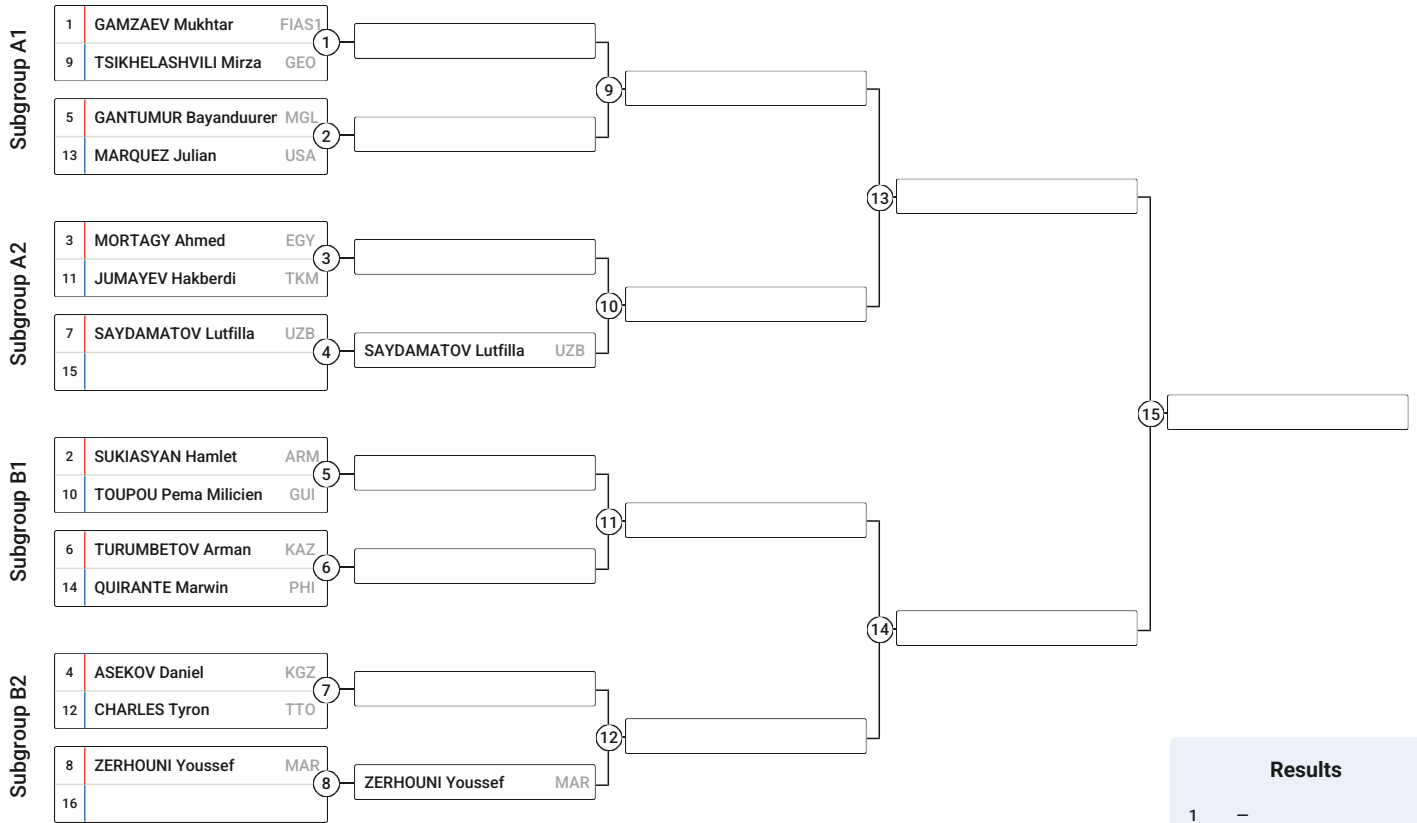 Subgroup A1
1 GAMZAEV Mukhtar FIAS1
9 TSIKHELASHVILI Mirza GEO
1
5 GANTUMUR Bayanduuren MGL
13 MARQUEZ Julian USA
2
9
Subgroup A2
3 MORTAGY Ahmed EGY
11 JUMAYEV Hakberdi TKM
3
7 SAYDAMATOV Lutfilla UZB
15
4
SAYDAMATOV Lutfilla UZB
10
13
Subgroup B1
2 SUKIASYAN Hamlet ARM
10 TOUPOU Pema Milicien GUI
5
6 TURUMBETOV Arman KAZ
14 QUIRANTE Marwin PHI
6
11
Subgroup B2
4 ASEKOV Daniel KGZ
12 CHARLES Tyron TTO
7
8 ZERHOUNI Youssef MAR
16
8
ZERHOUNI Youssef MAR
12
14
15
Results
1 –